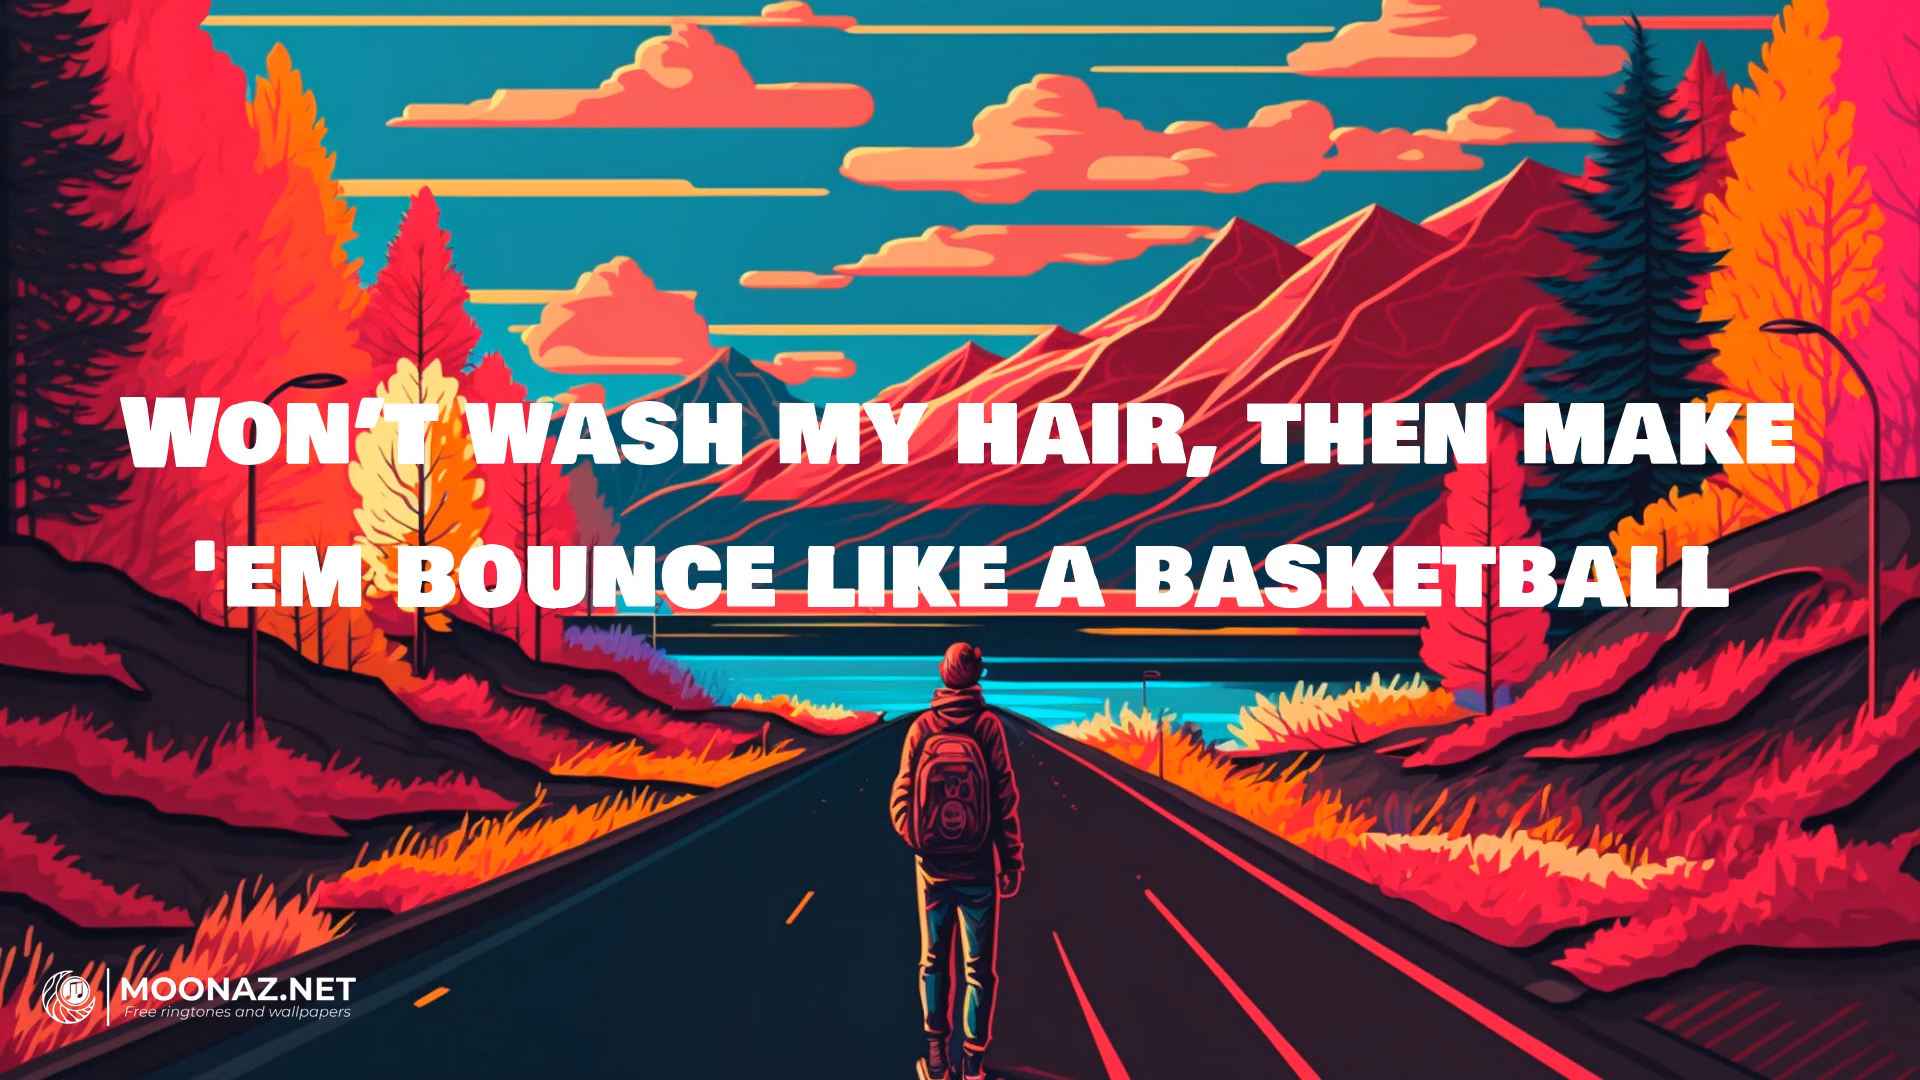 Won't wash my hair, then make
'em bounce like a basketball
MOONAZ.NET
Free ringtones and wallpapers